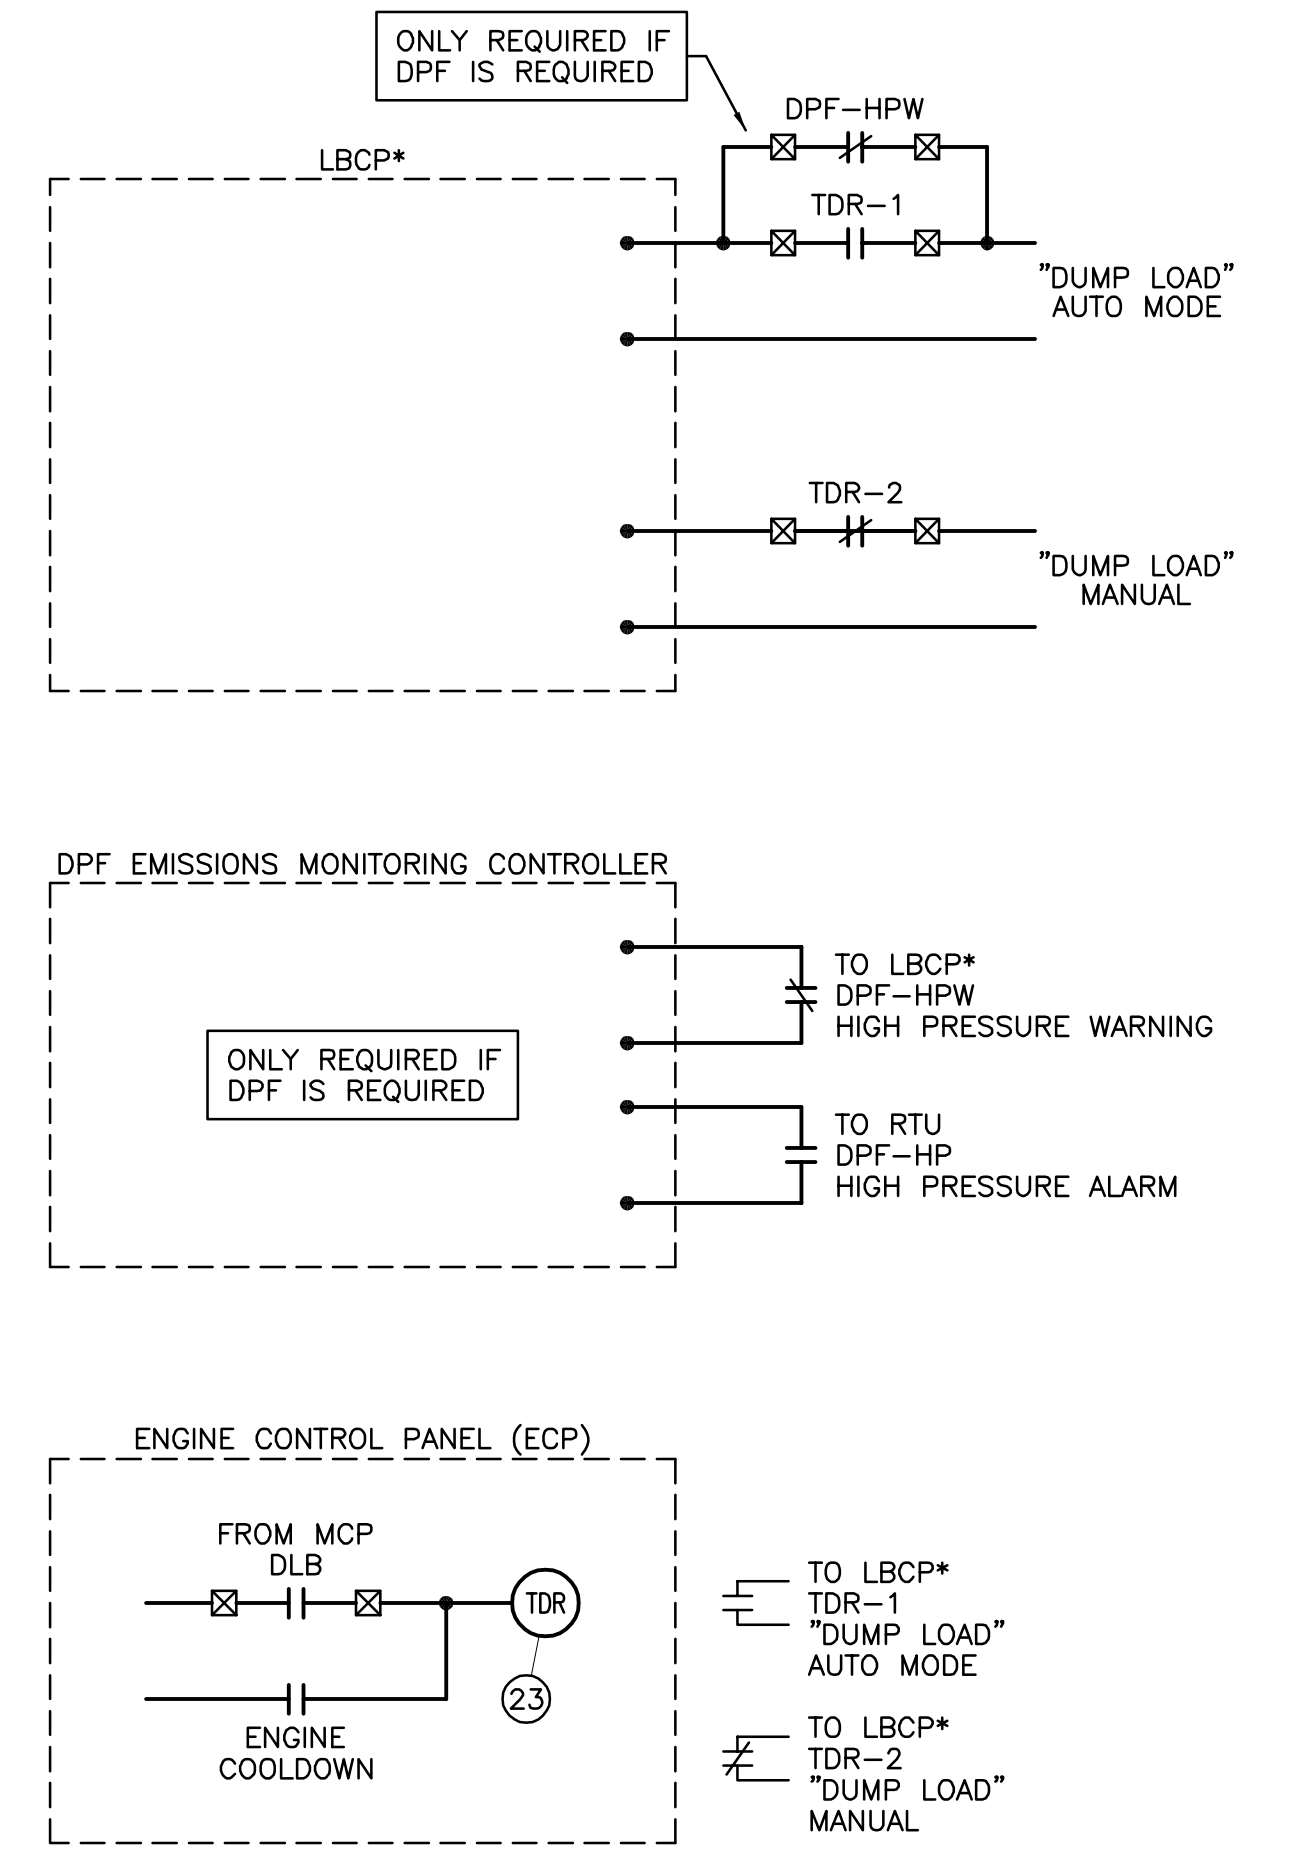 ONLY REQUIRED IF
DPF IS REQUIRED
DPF-HPW
LBCP*
TDR-1
"DUMP LOAD"
AUTO MODE
TDR-2
"DUMP LOAD"
MANUAL
DPF EMISSIONS MONITORING CONTROLLER
ONLY REQUIRED IF
DPF IS REQUIRED
TO LBCP*
DPF-HPW
HIGH PRESSURE WARNING
TO RTU
DPF-HP
HIGH PRESSURE ALARM
ENGINE CONTROL PANEL (ECP)
FROM MCP
DLB
TDR
23
ENGINE
COOLDOWN
TO LBCP*
TDR-1
"DUMP LOAD"
AUTO MODE
TO LBCP*
TDR-2
"DUMP LOAD"
MANUAL